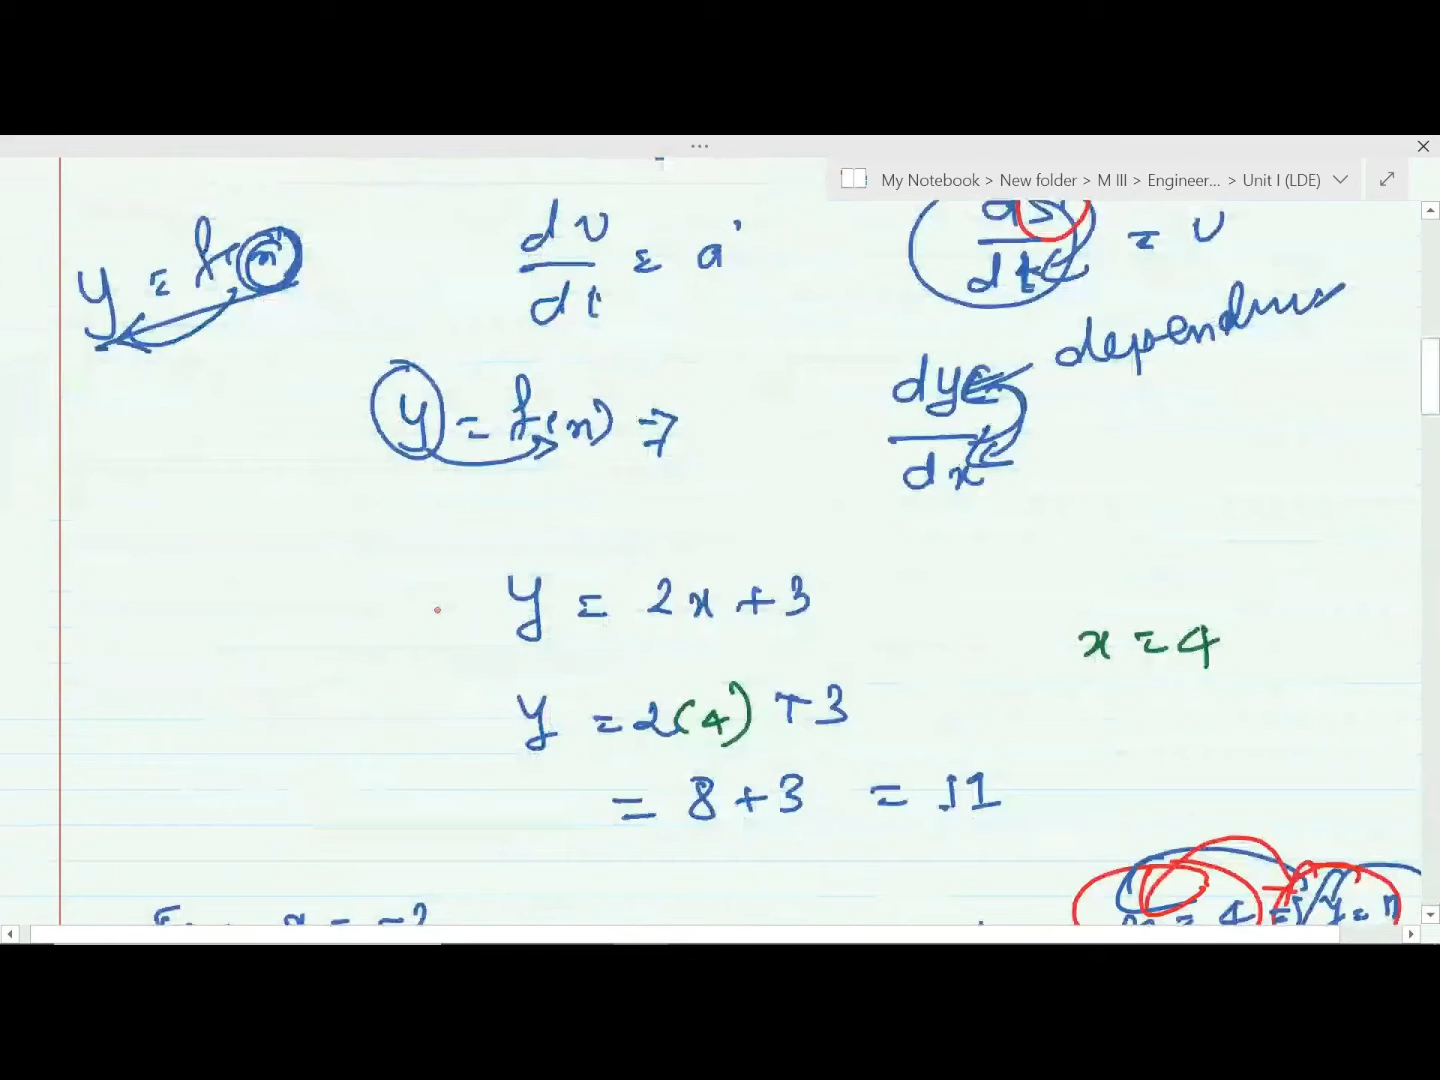 ...
My Notebook > New folder > M III > Engineer... > Unit I (LDE)
y = f(x)
dv/dt = a
ds/dt = v
y = f(x) ⇒
dy/dx
y = 2x + 3
x = 4
y = 2(4) + 3
= 8 + 3 = 11